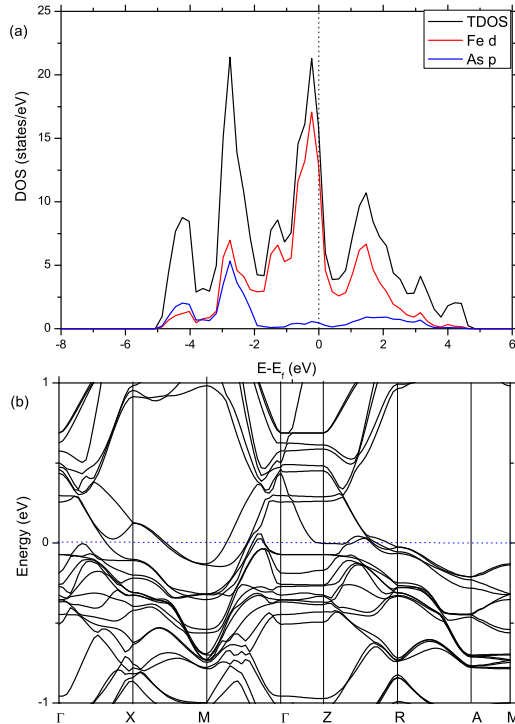 (a)
TDOS
Fe d
As p
DOS (states/eV)
25
20
15
10
5
0
-8 -6 -4 -2 0 2 4 6
E-E_f (eV)
(b)
Energy (eV)
1
0
-1
Γ X M Γ Z R A M